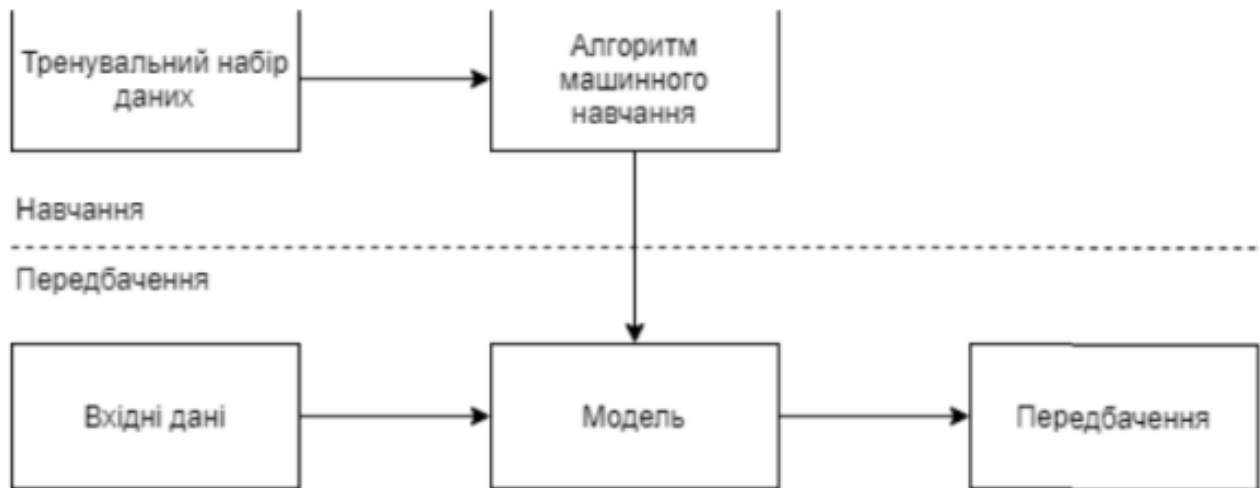 Тренувальний набір
даних
Алгоритм
машинного
навчання
Навчання
Передбачення
Вхідні дані
Модель
Передбачення